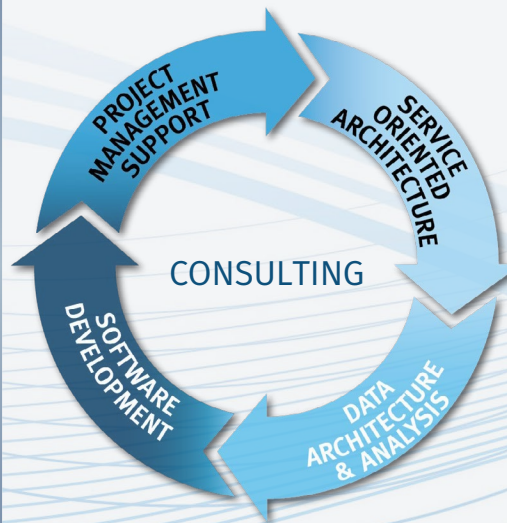 PROJECT
MANAGEMENT
SUPPORT
SERVICE
ORIENTED
ARCHITECTURE
CONSULTING
SOFTWARE
DEVELOPMENT
DATA
ARCHITECTURE
& ANALYSIS